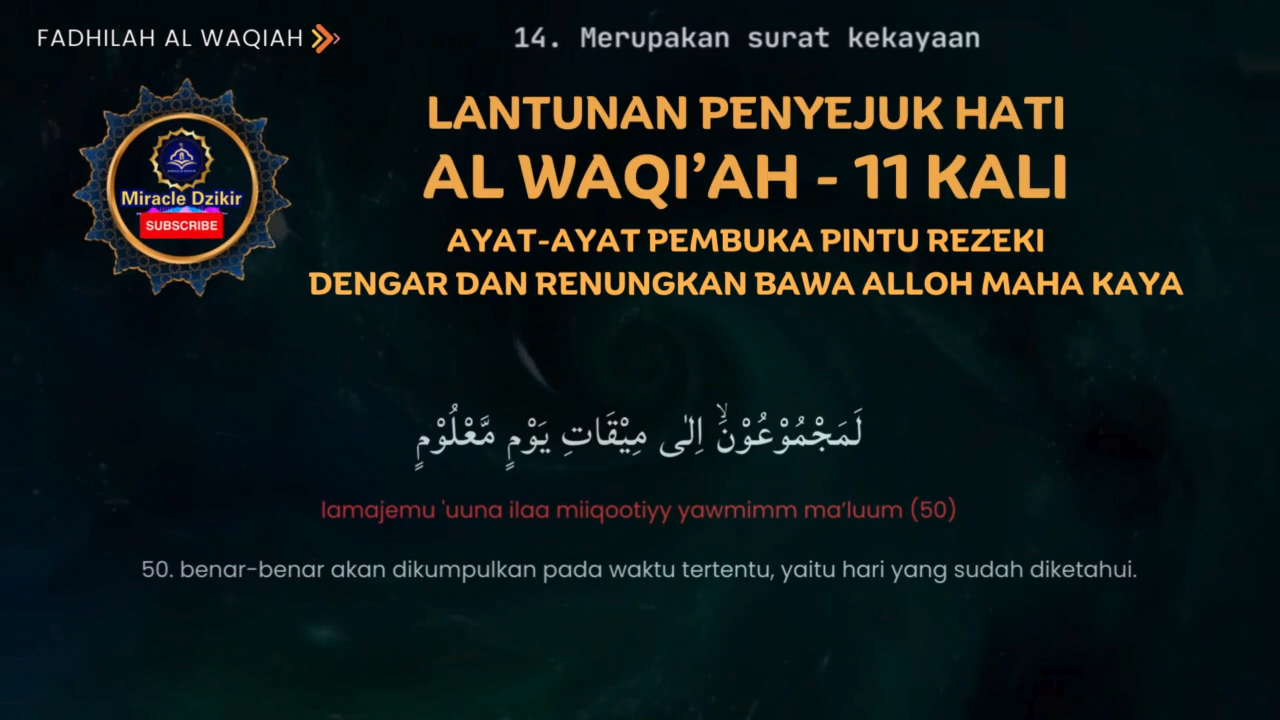 FADHILAH AL WAQIAH
14. Merupakan surat kekayaan
LANTUNAN PENYEJUK HATI
AL WAQI'AH - 11 KALI
AYAT-AYAT PEMBUKA PINTU REZEKI
DENGAR DAN RENUNGKAN BAWA ALLOH MAHA KAYA
Miracle Dzikir
SUBSCRIBE
لَمَجْمُوْعُوْنَۙ اِلٰى مِيْقَاتِ يَوْمٍ مَّعْلُوْمٍ
lamajemu 'uuna ilaa miiqootiyy yawmimm ma'luum (50)
50. benar-benar akan dikumpulkan pada waktu tertentu, yaitu hari yang sudah diketahui.